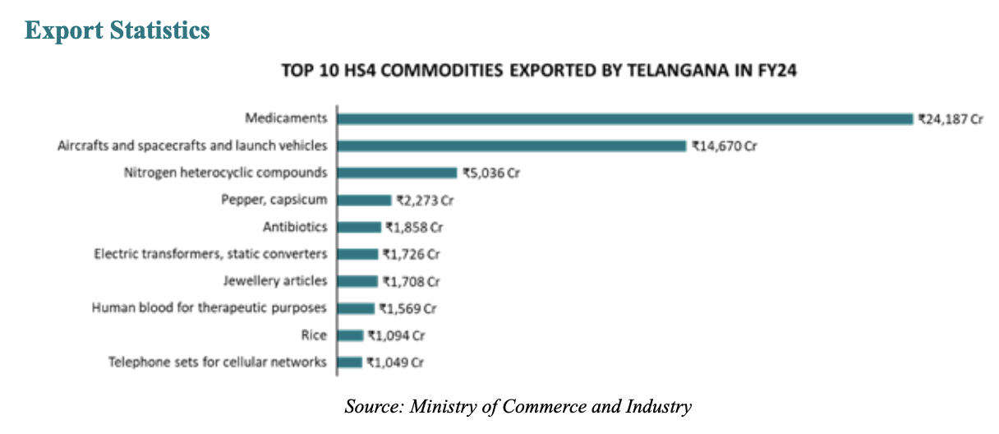 Export Statistics
TOP 10 HS4 COMMODITIES EXPORTED BY TELANGANA IN FY24
Medicaments ₹24,187 Cr
Aircrafts and spacecrafts and launch vehicles ₹14,670 Cr
Nitrogen heterocyclic compounds ₹5,036 Cr
Pepper, capsicum ₹2,273 Cr
Antibiotics ₹1,858 Cr
Electric transformers, static converters ₹1,726 Cr
Jewellery articles ₹1,708 Cr
Human blood for therapeutic purposes ₹1,569 Cr
Rice ₹1,094 Cr
Telephone sets for cellular networks ₹1,049 Cr
Source: Ministry of Commerce and Industry